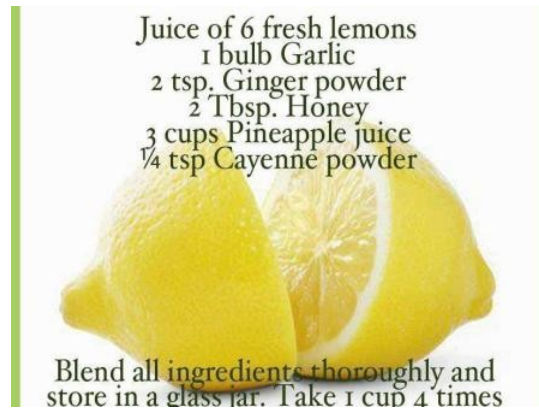 Juice of 6 fresh lemons
1 bulb Garlic
2 tsp. Ginger powder
2 Tbsp. Honey
3 cups Pineapple juice
¼ tsp Cayenne powder
Blend all ingredients thoroughly and
store in a glass jar. Take 1 cup 4 times